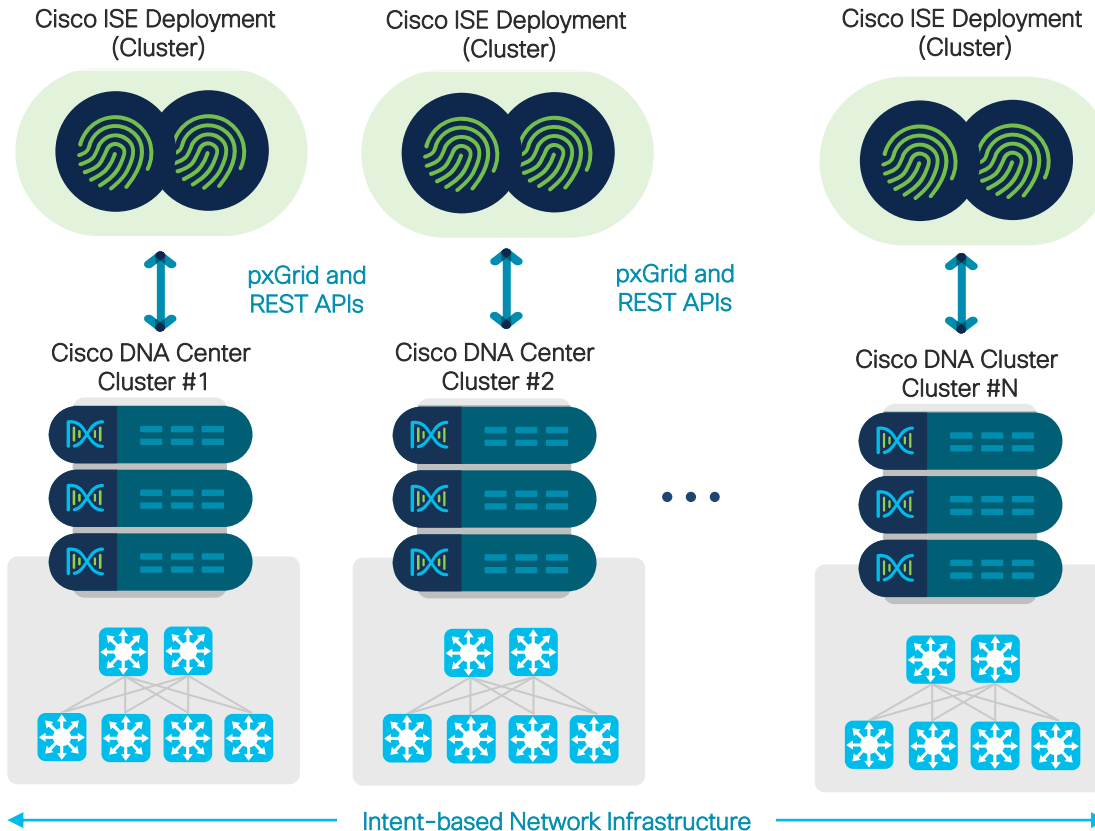 Cisco ISE Deployment
(Cluster)
Cisco ISE Deployment
(Cluster)
Cisco ISE Deployment
(Cluster)
pxGrid and
REST APIs
pxGrid and
REST APIs
Cisco DNA Center
Cluster #1
Cisco DNA Center
Cluster #2
Cisco DNA Cluster
Cluster #N
Intent-based Network Infrastructure